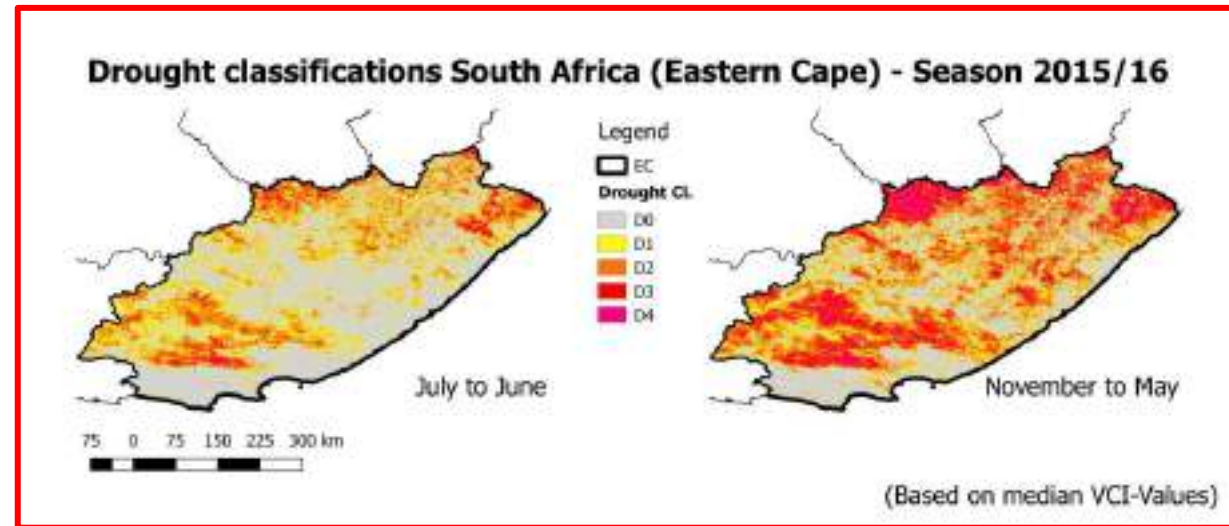 Drought classifications South Africa (Eastern Cape) - Season 2015/16
Legend
EC
Drought Cl.
D0
D1
D2
D3
D4
July to June
November to May
75 0 75 150 225 300 km
(Based on median VCI-Values)